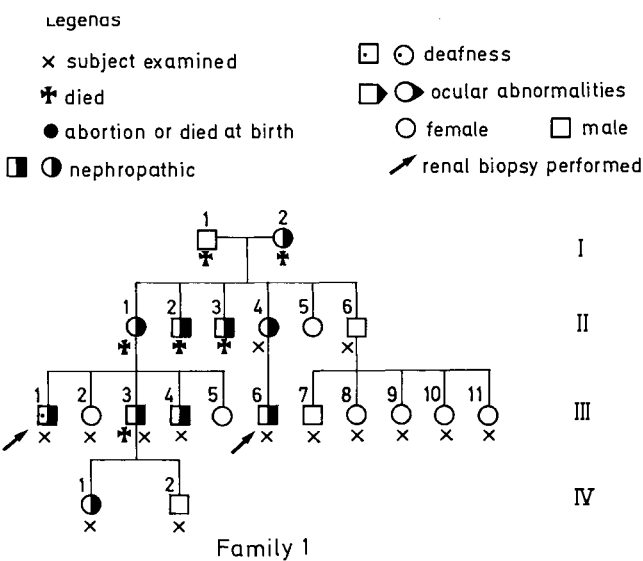 Legends
x subject examined
died
abortion or died at birth
nephropathic
deafness
ocular abnormalities
female
male
renal biopsy performed
1 2
I
1 2 3 4 5 6
II
x x
1 2 3 4 5 6 7 8 9 10 11
III
x x x x x x x x x x
1 2
IV
x x
Family 1